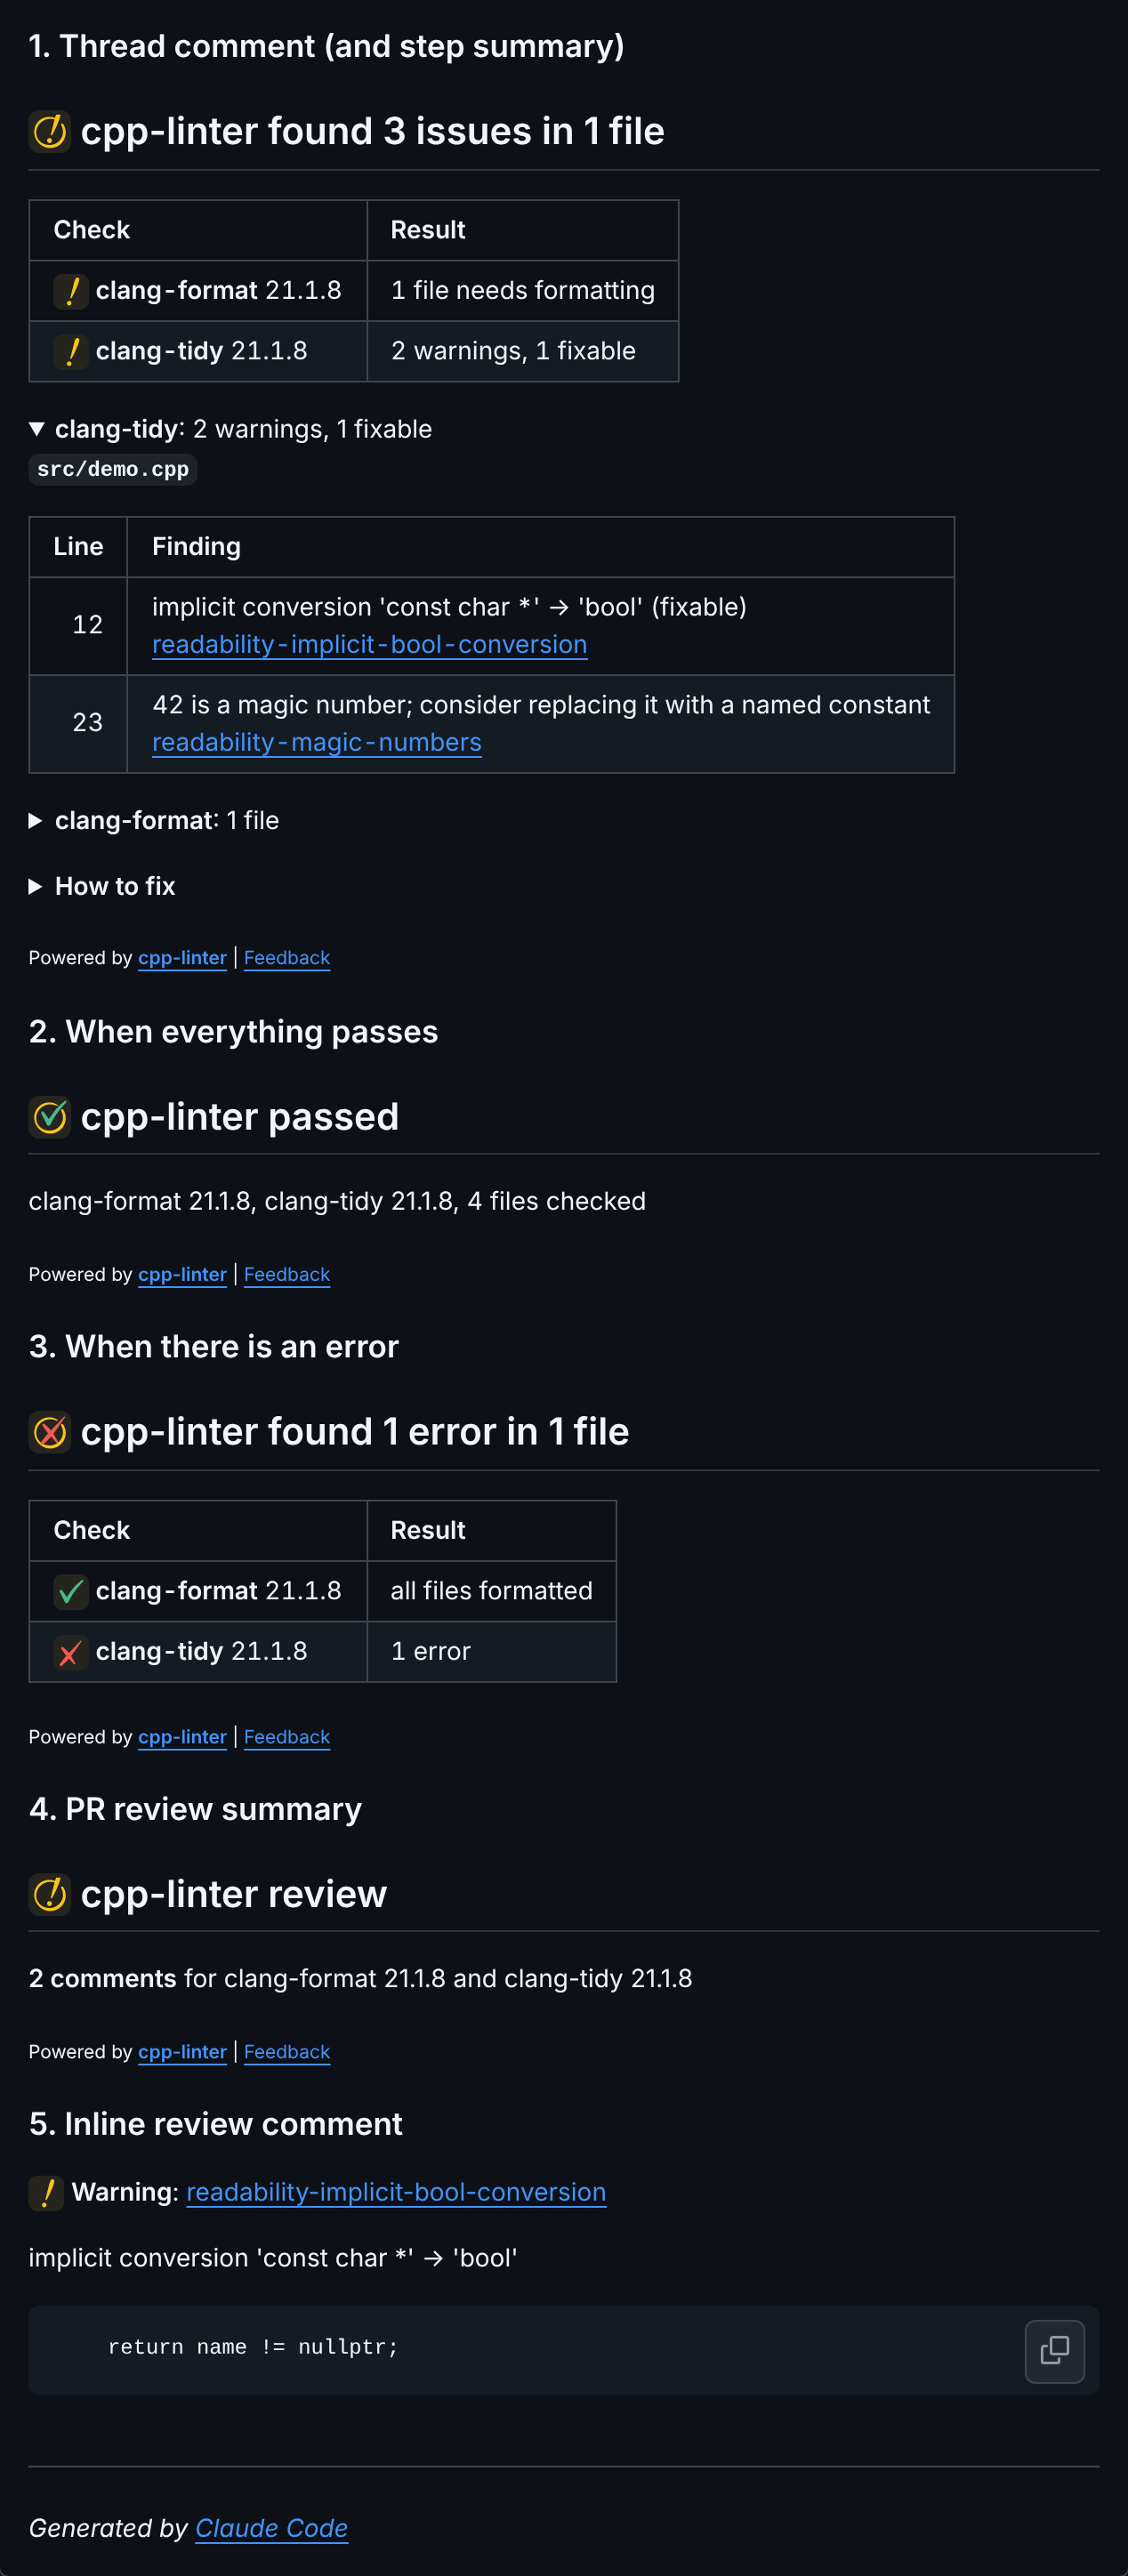 1. Thread comment (and step summary)
cpp-linter found 3 issues in 1 file
Check Result
clang-format 21.1.8 1 file needs formatting
clang-tidy 21.1.8 2 warnings, 1 fixable
clang-tidy: 2 warnings, 1 fixable
src/demo.cpp
Line Finding
12 implicit conversion 'const char *' → 'bool' (fixable)
readability-implicit-bool-conversion
23 42 is a magic number; consider replacing it with a named constant
readability-magic-numbers
clang-format: 1 file
How to fix
Powered by cpp-linter | Feedback
2. When everything passes
cpp-linter passed
clang-format 21.1.8, clang-tidy 21.1.8, 4 files checked
Powered by cpp-linter | Feedback
3. When there is an error
cpp-linter found 1 error in 1 file
Check Result
clang-format 21.1.8 all files formatted
clang-tidy 21.1.8 1 error
Powered by cpp-linter | Feedback
4. PR review summary
cpp-linter review
2 comments for clang-format 21.1.8 and clang-tidy 21.1.8
Powered by cpp-linter | Feedback
5. Inline review comment
Warning: readability-implicit-bool-conversion
implicit conversion 'const char *' → 'bool'
return name != nullptr;
Generated by Claude Code